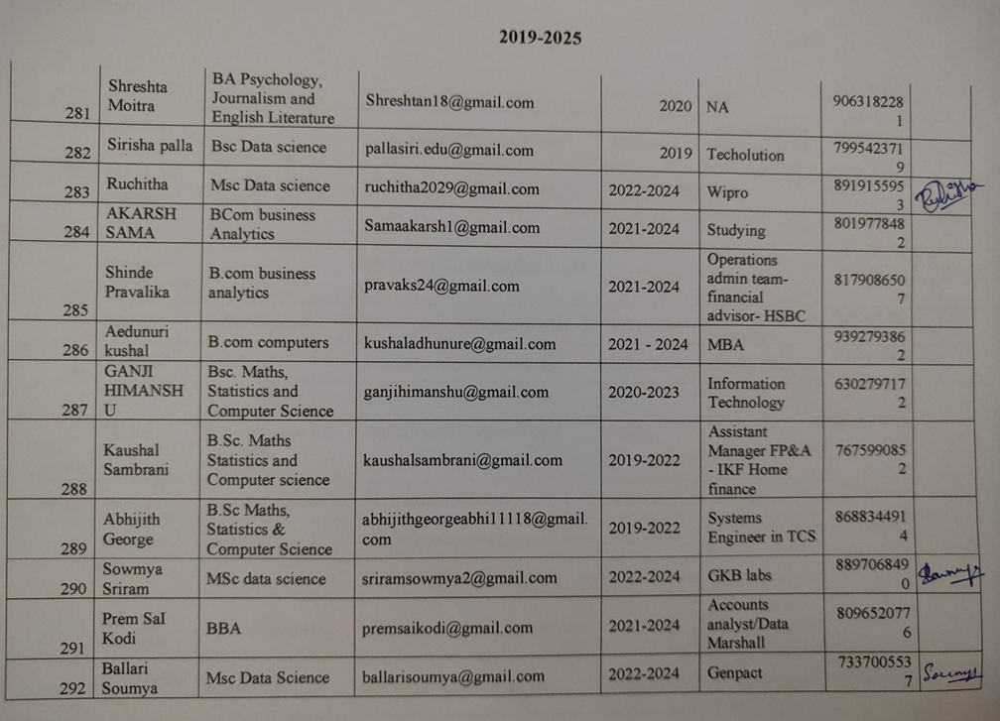 2019-2025
281 Shreshta Moitra BA Psychology, Journalism and English Literature Shreshtan18@gmail.com 2020 NA 9063182281
282 Sirisha palla Bsc Data science pallasiri.edu@gmail.com 2019 Techolution 7995423719
283 Ruchitha Msc Data science ruchitha2029@gmail.com 2022-2024 Wipro 8919155953
284 AKARSH SAMA BCom business Analytics Samaakarsh1@gmail.com 2021-2024 Studying 8019778482
285 Shinde Pravalika B.com business analytics pravaks24@gmail.com 2021-2024 Operations admin team- financial advisor- HSBC 8179086507
286 Aedunuri kushal B.com computers kushaladhunure@gmail.com 2021 - 2024 MBA 9392793862
287 GANJI HIMANSHU Bsc. Maths, Statistics and Computer Science ganjihimanshu@gmail.com 2020-2023 Information Technology 6302797172
288 Kaushal Sambrani B.Sc. Maths Statistics and Computer science kaushalsambrani@gmail.com 2019-2022 Assistant Manager FP&A - IKF Home finance 7675990852
289 Abhijith George B.Sc Maths, Statistics & Computer Science abhijithgeorgeabhi11118@gmail.com 2019-2022 Systems Engineer in TCS 8688344914
290 Sowmya Sriram MSc data science sriramsowmya2@gmail.com 2022-2024 GKB labs 8897068490
291 Prem SaI Kodi BBA premsaikodi@gmail.com 2021-2024 Accounts analyst/Data Marshall 8096520776
292 Ballari Soumya Msc Data Science ballarisoumya@gmail.com 2022-2024 Genpact 7337005537